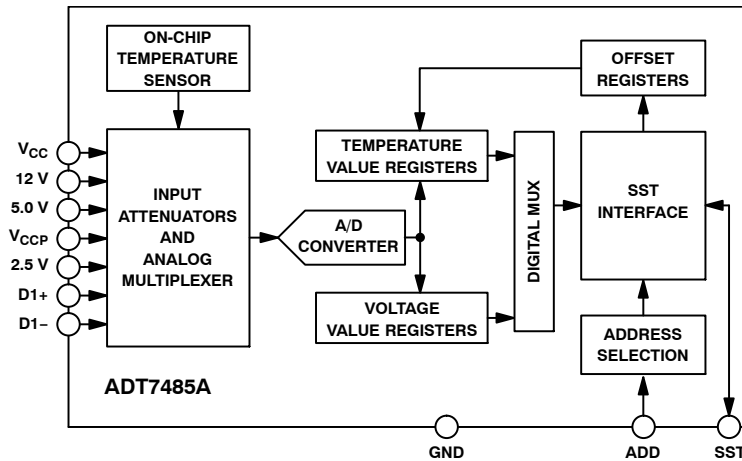 ON-CHIP
TEMPERATURE
SENSOR
OFFSET
REGISTERS
VCC
12 V
5.0 V
VCCP
2.5 V
D1+
D1−
INPUT
ATTENUATORS
AND
ANALOG
MULTIPLEXER
A/D
CONVERTER
TEMPERATURE
VALUE REGISTERS
VOLTAGE
VALUE REGISTERS
DIGITAL MUX
SST
INTERFACE
ADDRESS
SELECTION
ADT7485A
GND
ADD
SST